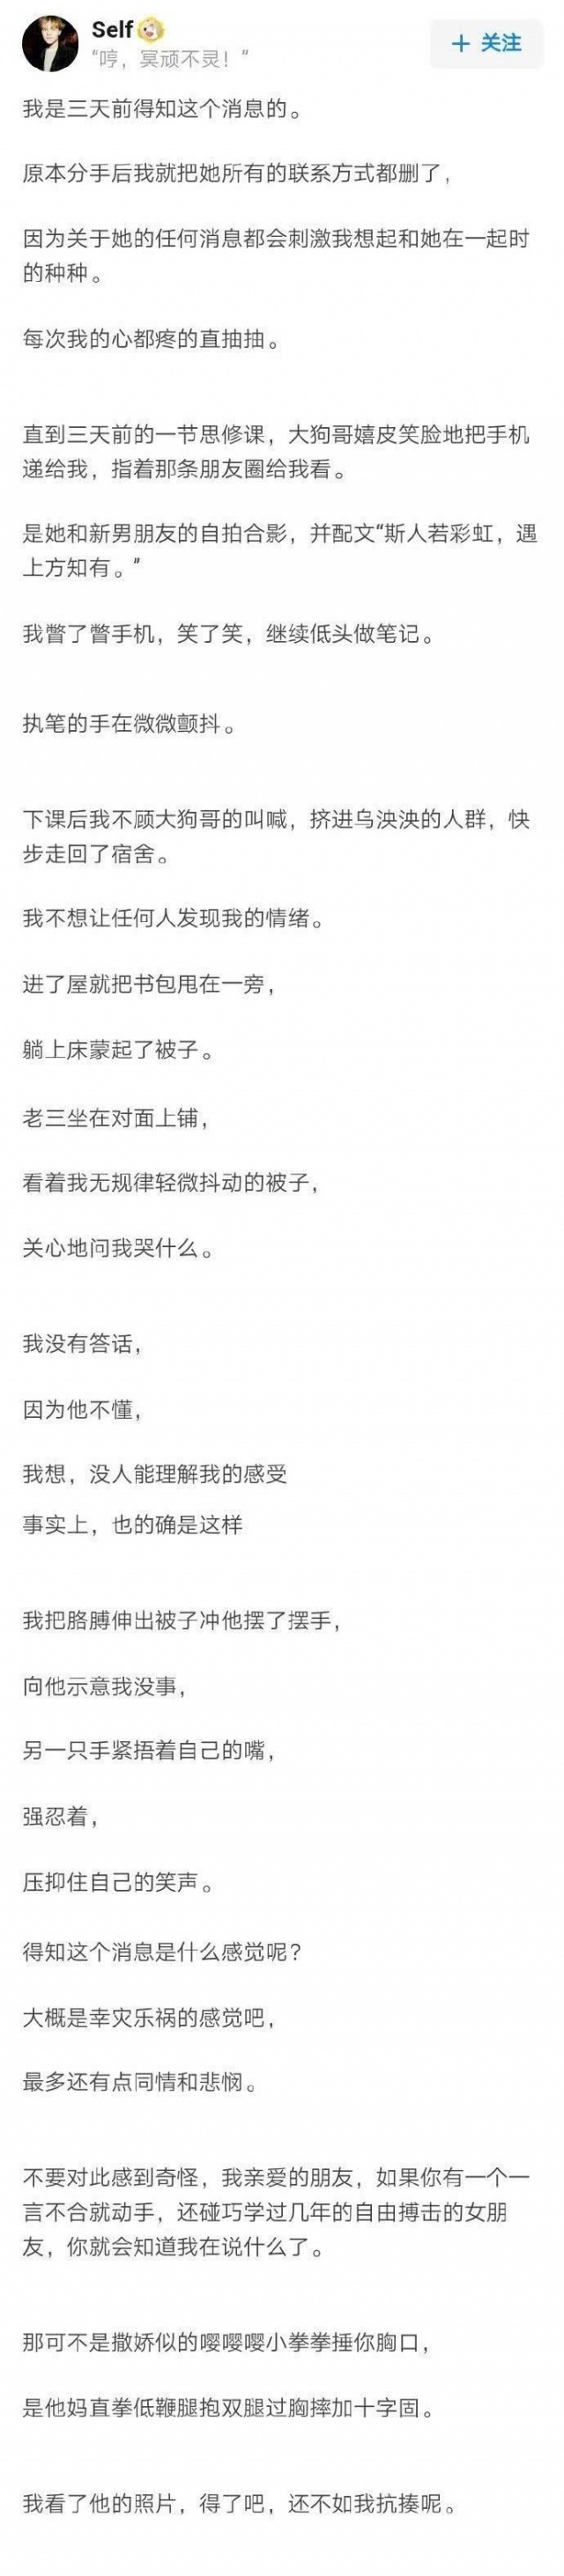 Self
“哼，冥顽不灵！”
+ 关注
我是三天前得知这个消息的。
原本分手后我就把她所有的联系方式都删了，
因为关于她的任何消息都会刺激我想起和她在一起时
的种种。
每次我的心都疼的直抽抽。
直到三天前的一节思修课，大狗哥嬉皮笑脸地把手机
递给我，指着那条朋友圈给我看。
是她和新男朋友的自拍合影，并配文“斯人若彩虹，遇
上方知有。”
我瞥了瞥手机，笑了笑，继续低头做笔记。
执笔的手在微微颤抖。
下课后我不顾大狗哥的叫喊，挤进乌泱泱的人群，快
步走回了宿舍。
我不想让任何人发现我的情绪。
进了屋就把书包甩在一旁，
躺上床蒙起了被子。
老三坐在对面上铺，
看着我无规律轻微抖动的被子，
关心地问我哭什么。
我没有答话，
因为他不懂，
我想，没人能理解我的感受
事实上，也的确是这样
我把胳膊伸出被子冲他摆了摆手，
向他示意我没事，
另一只手紧捂着自己的嘴，
强忍着，
压抑住自己的笑声。
得知这个消息是什么感觉呢？
大概是幸灾乐祸的感觉吧，
最多还有点同情和悲悯。
不要对此感到奇怪，我亲爱的朋友，如果你有一个一
言不合就动手，还碰巧学过几年的自由搏击的女朋
友，你就会知道我在说什么了。
那可不是撒娇似的嘤嘤嘤小拳拳捶你胸口，
是他妈直拳低鞭腿抱双腿过胸摔加十字固。
我看了他的照片，得了吧，还不如我抗揍呢。